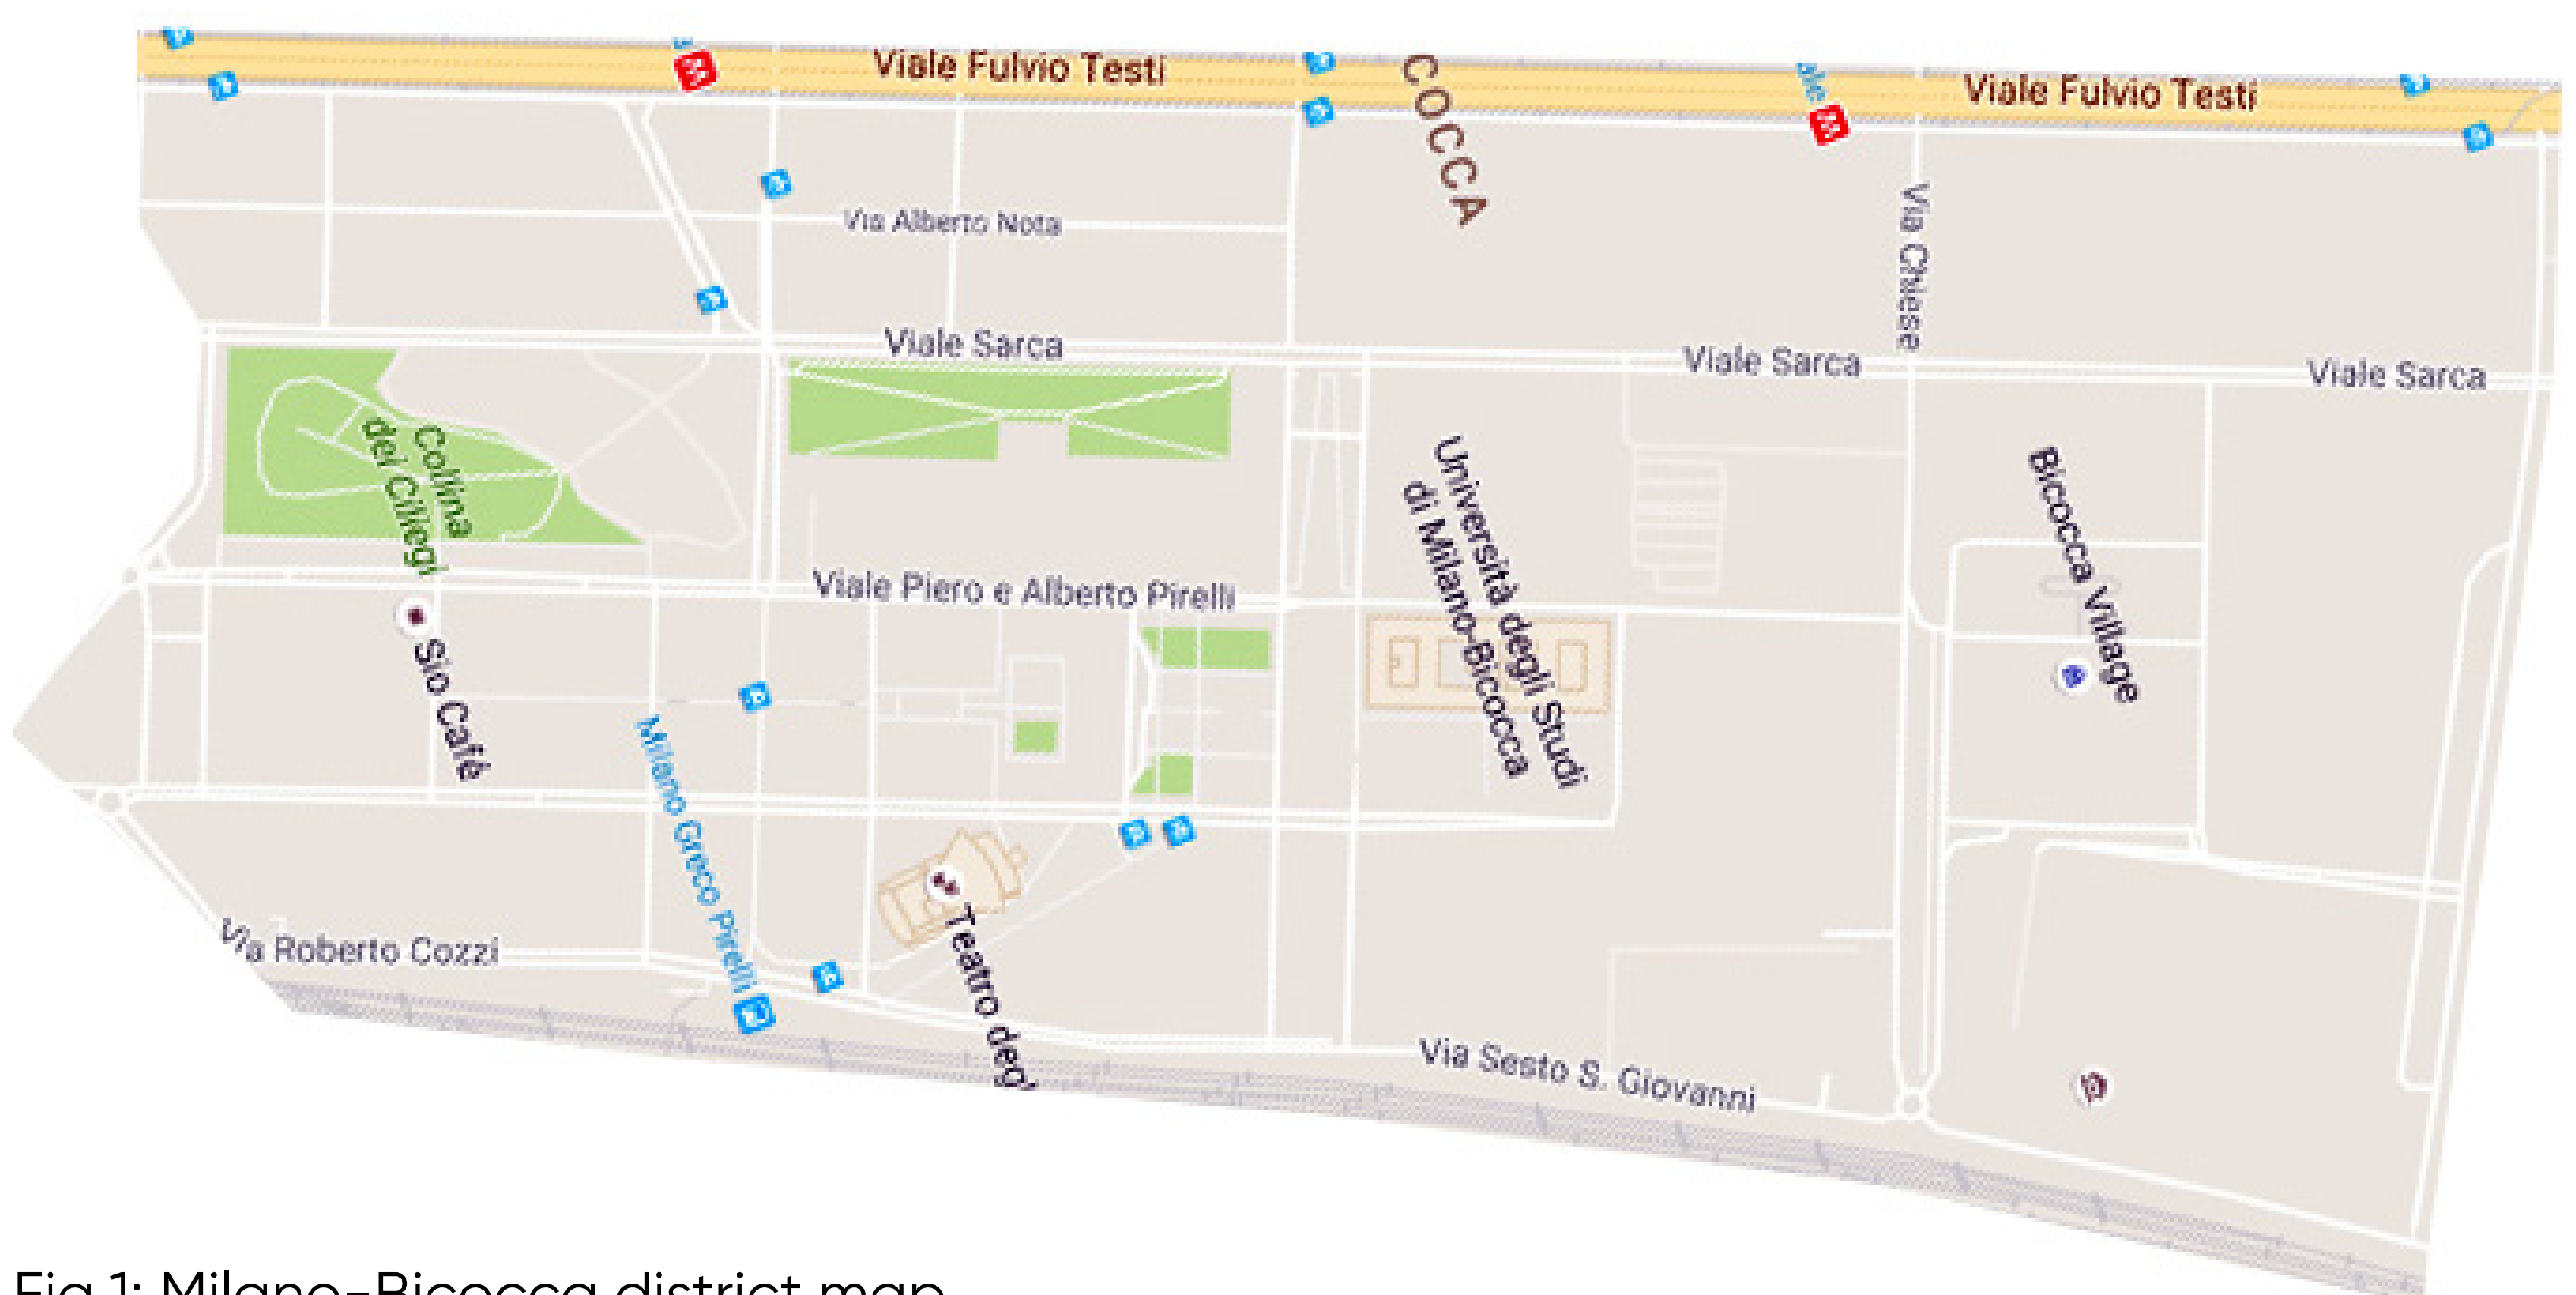 Viale Fulvio Testi
Viale Fulvio Testi
COCCA
ale
M
M
Via Alberto Nota
Via Chiese
Viale Sarca
Viale Sarca
Viale Sarca
Collina
dei Ciliegi
Università degli Studi
di Milano-Bicocca
Bicocca Village
Viale Piero e Alberto Pirelli
Sio Cafè
Milano Greco Pirelli
Teatro degl
Via Roberto Cozzi
Via Sesto S. Giovanni
Fig 1: Milano-Bicocca district map